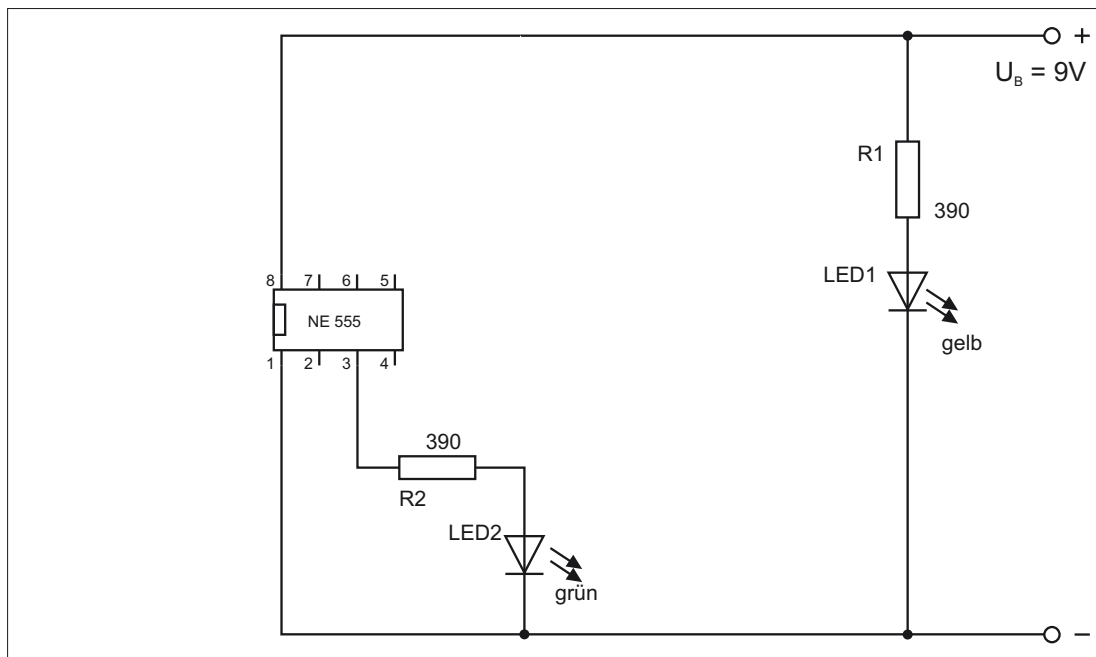 +
U_B = 9V
R1
390
8 7 6 5
LED1
NE 555
gelb
1 2 3 4
390
R2
LED2
grün
−